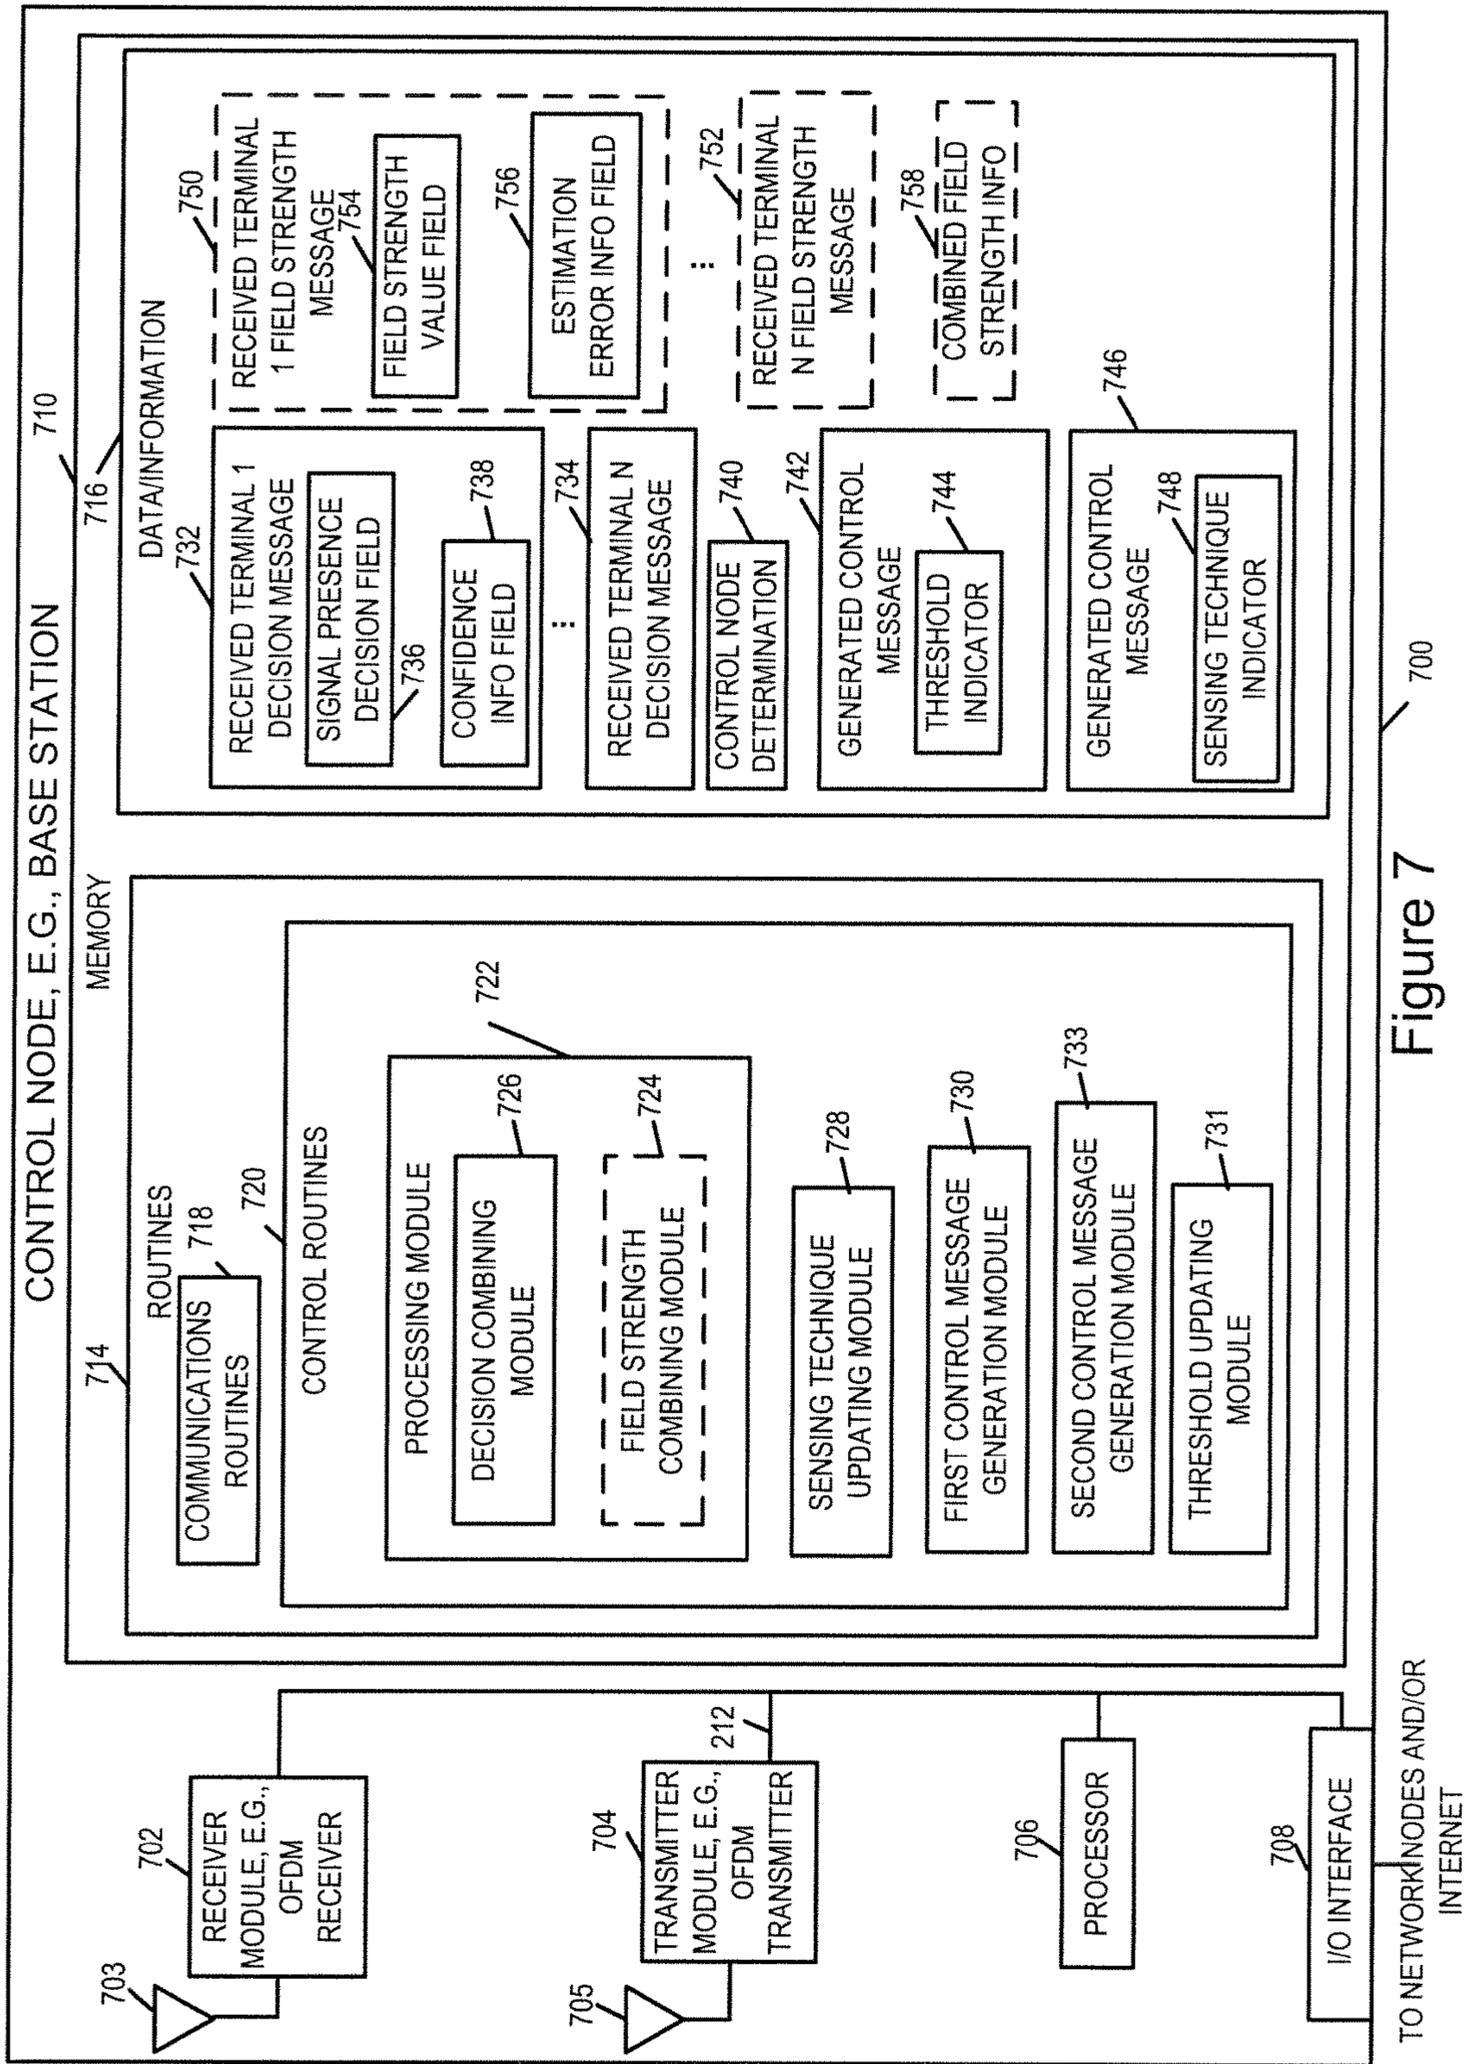 CONTROL NODE, E.G., BASE STATION
703
702
RECEIVER
MODULE, E.G.,
OFDM
RECEIVER
705
704
TRANSMITTER
MODULE, E.G.,
OFDM
TRANSMITTER
212
706
PROCESSOR
708
I/O INTERFACE
TO NETWORK NODES AND/OR
INTERNET
MEMORY
710
714
ROUTINES
COMMUNICATIONS
ROUTINES
718
720
CONTROL ROUTINES
722
PROCESSING MODULE
DECISION COMBINING
MODULE
726
FIELD STRENGTH
COMBINING MODULE
724
SENSING TECHNIQUE
UPDATING MODULE
728
FIRST CONTROL MESSAGE
GENERATION MODULE
730
SECOND CONTROL MESSAGE
GENERATION MODULE
733
THRESHOLD UPDATING
MODULE
731
716
DATA/INFORMATION
732
RECEIVED TERMINAL 1
DECISION MESSAGE
SIGNAL PRESENCE
DECISION FIELD
736
CONFIDENCE
INFO FIELD
738
...
734
RECEIVED TERMINAL N
DECISION MESSAGE
CONTROL NODE
DETERMINATION
740
742
GENERATED CONTROL
MESSAGE
THRESHOLD
INDICATOR
744
746
GENERATED CONTROL
MESSAGE
748
SENSING TECHNIQUE
INDICATOR
750
RECEIVED TERMINAL
1 FIELD STRENGTH
MESSAGE
754
FIELD STRENGTH
VALUE FIELD
756
ESTIMATION
ERROR INFO FIELD
...
752
RECEIVED TERMINAL
N FIELD STRENGTH
MESSAGE
758
COMBINED FIELD
STRENGTH INFO
700
Figure 7